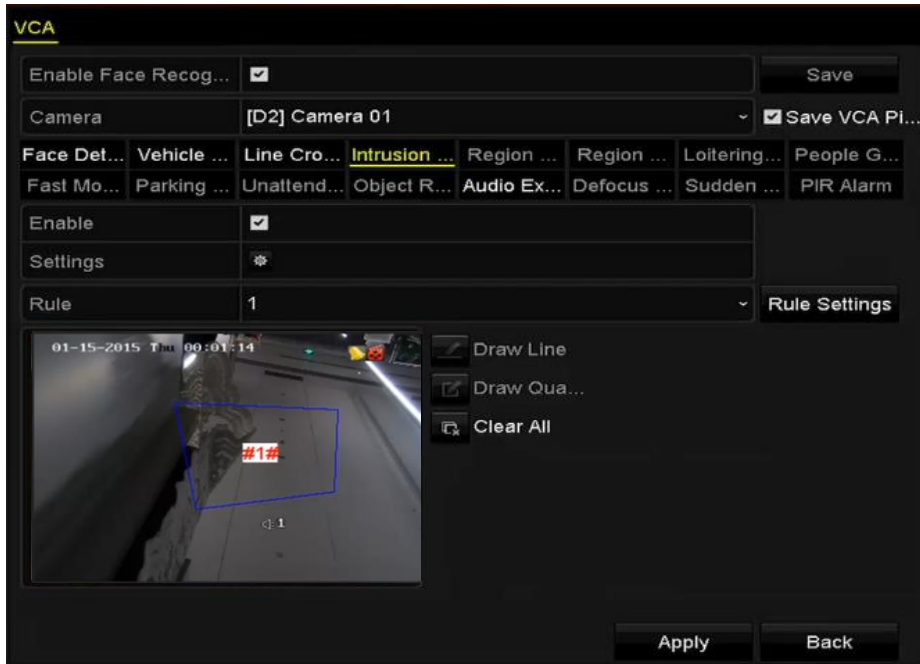 VCA
Enable Face Recog... Save
Camera [D2] Camera 01 Save VCA Pi...
Face Det... Vehicle ... Line Cro... Intrusion ... Region ... Region ... Loitering... People G...
Fast Mo... Parking ... Unattend... Object R... Audio Ex... Defocus ... Sudden ... PIR Alarm
Enable
Settings
Rule 1 Rule Settings
01-15-2015 Thu 00:01:14
Draw Line
Draw Qua...
Clear All
#1#
1
Apply Back